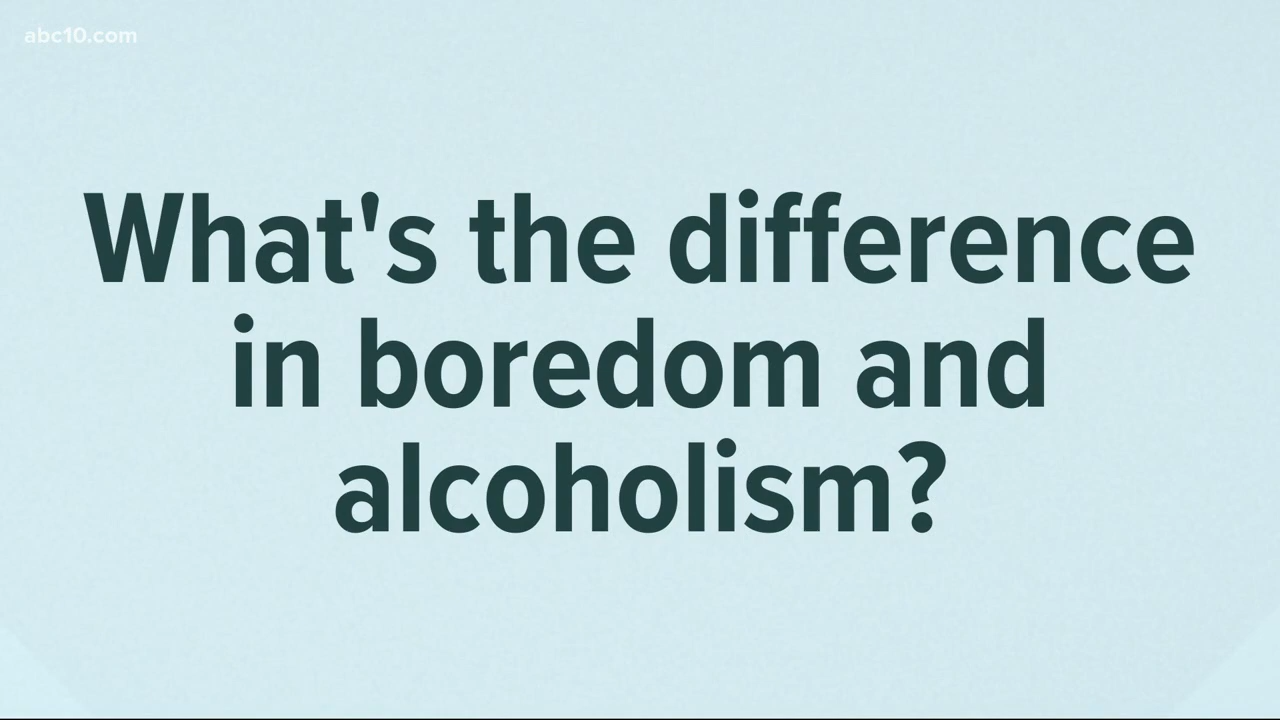 abc10.com
What's the difference
in boredom and
alcoholism?